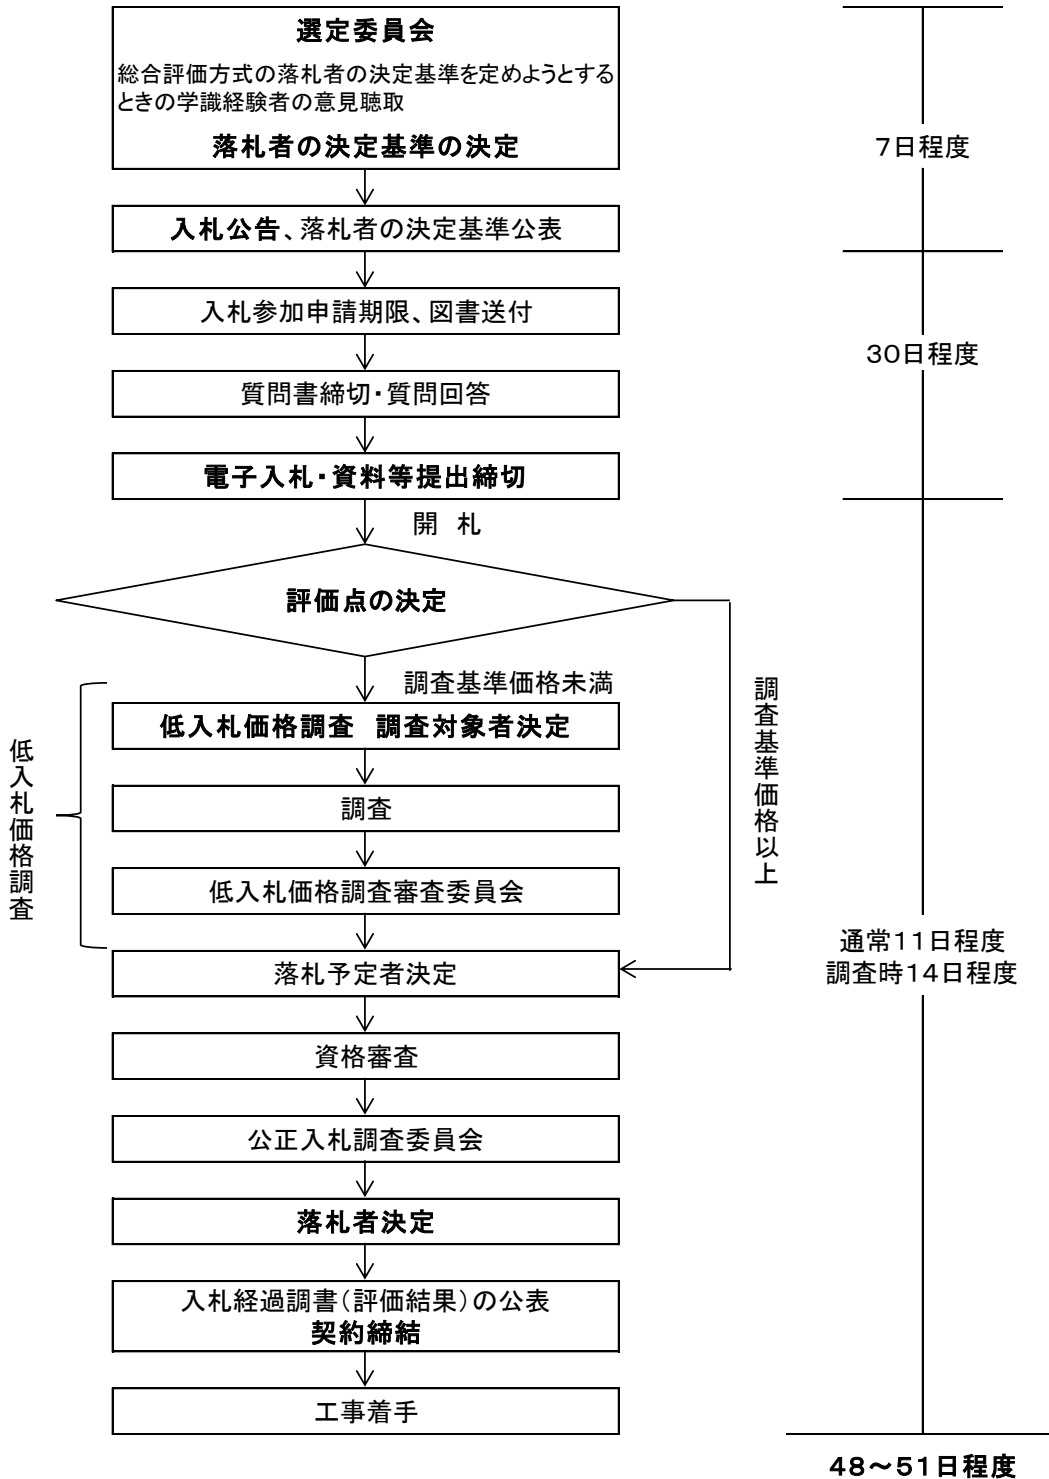 選定委員会
総合評価方式の落札者の決定基準を定めようとする
ときの学識経験者の意見聴取
落札者の決定基準の決定
7日程度
入札公告、落札者の決定基準公表
入札参加申請期限、図書送付
30日程度
質問書締切・質問回答
電子入札・資料等提出締切
開 札
評価点の決定
調査基準価格未満
調査基準価格以上
低入札価格調査
低入札価格調査 調査対象者決定
調査
低入札価格調査審査委員会
通常11日程度
調査時14日程度
落札予定者決定
資格審査
公正入札調査委員会
落札者決定
入札経過調書(評価結果)の公表
契約締結
工事着手
48~51日程度